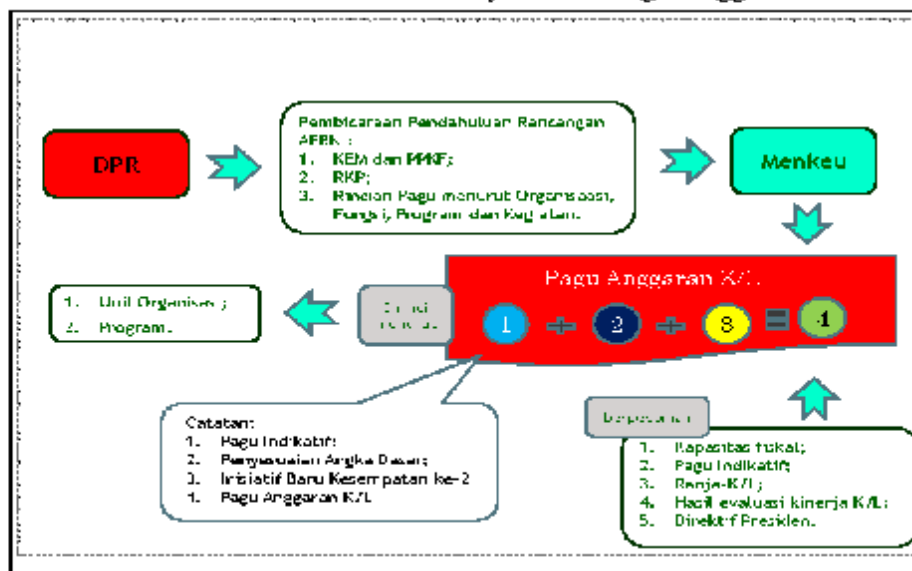 DPR
Pembicaraan Pendahuluan Rancangan
APBN :
1. KEM dan PPKF;
2. RKP;
3. Rincian Pagu menurut Organisasi,
Fungsi, Program dan Kegiatan.
Menkeu
Pagu Anggaran K/L
1 + 2 + 3 = 4
1. Unit Organisasi;
2. Program.
Catatan:
1. Pagu Indikatif;
2. Penyesuaian Angka Dasar;
3. Inisiatif Baru Kesempatan ke-2
4. Pagu Anggaran K/L
Berpedoman
1. Kapasitas fiskal;
2. Pagu Indikatif;
3. Renja-K/L;
4. Hasil evaluasi kinerja K/L;
5. Direktif Presiden.